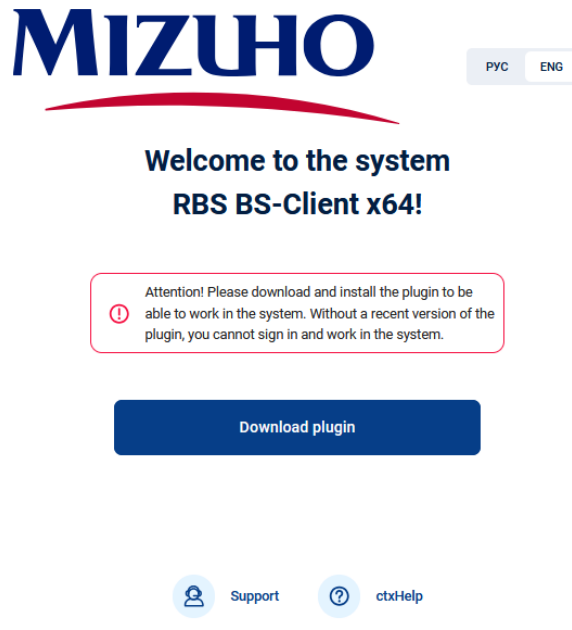 MIZUHO
РУС ENG
Welcome to the system
RBS BS-Client x64!
Attention! Please download and install the plugin to be
able to work in the system. Without a recent version of the
plugin, you cannot sign in and work in the system.
Download plugin
Support ctxHelp